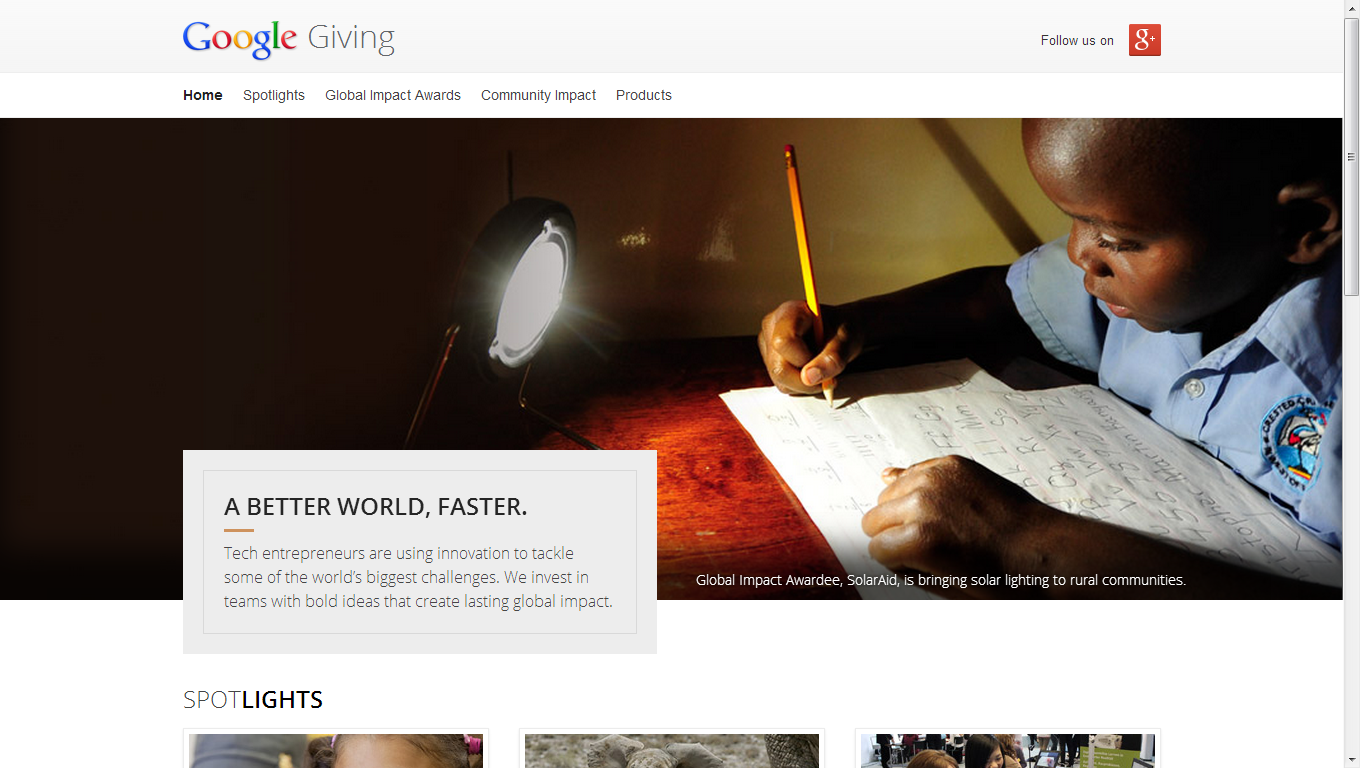 Google Giving
Follow us on
g+
Home Spotlights Global Impact Awards Community Impact Products
A BETTER WORLD, FASTER.
Tech entrepreneurs are using innovation to tackle
some of the world's biggest challenges. We invest in
teams with bold ideas that create lasting global impact.
Global Impact Awardee, SolarAid, is bringing solar lighting to rural communities.
SPOTLIGHTS